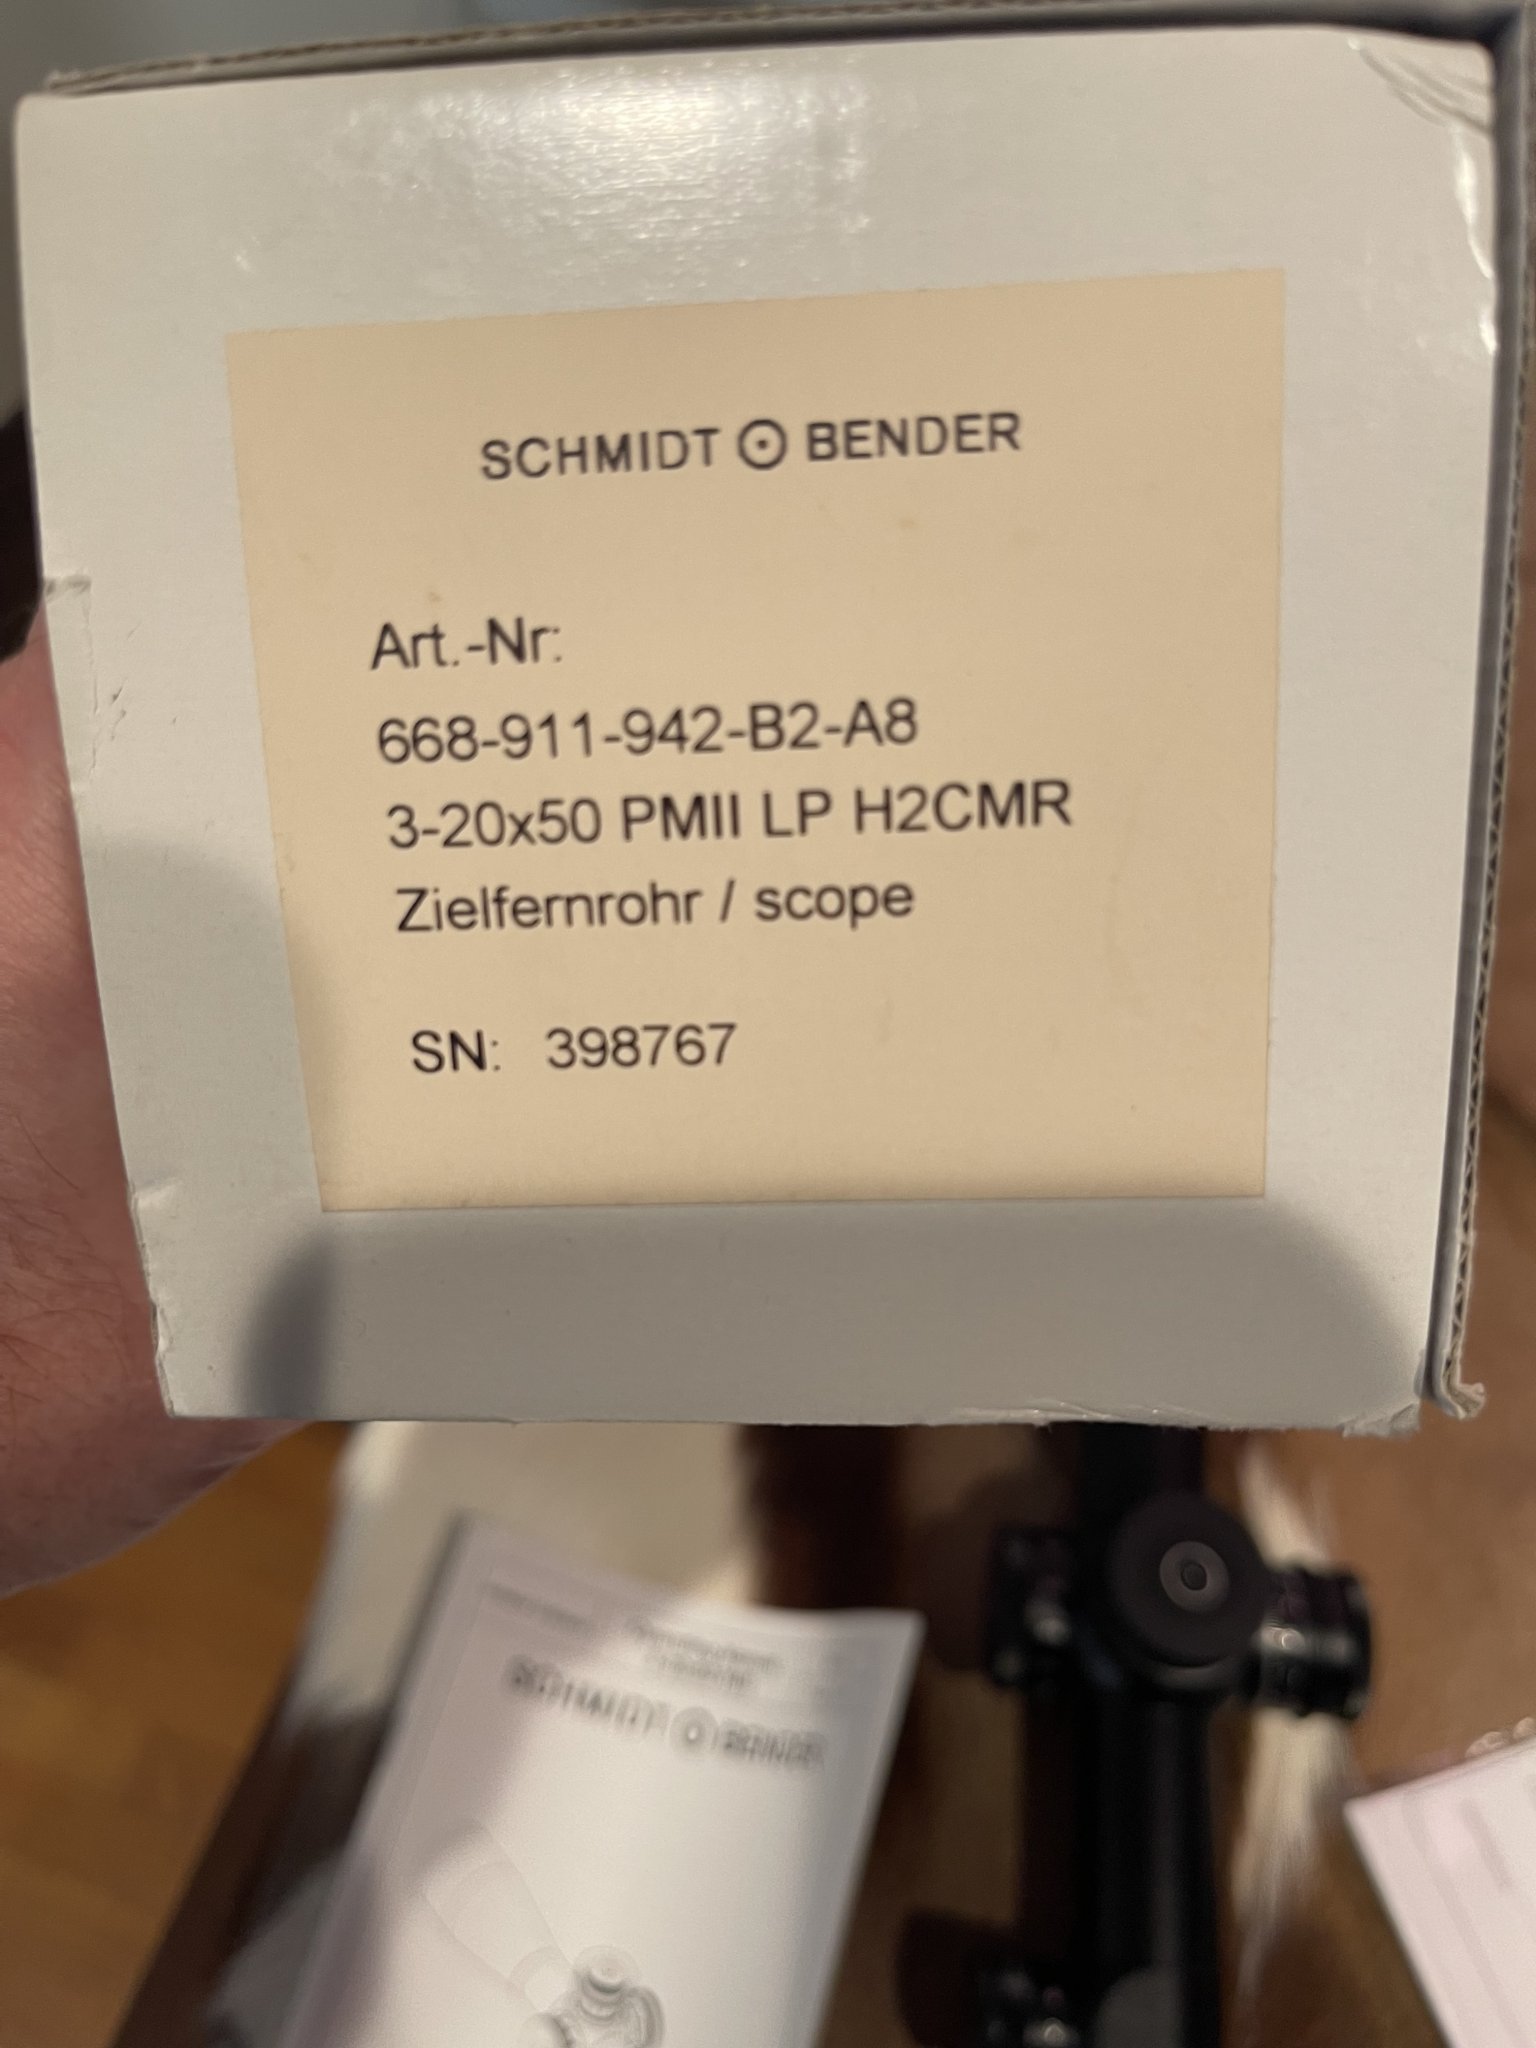 SCHMIDT BENDER
Art.-Nr:
668-911-942-B2-A8
3-20x50 PMII LP H2CMR
Zielfernrohr / scope
SN: 398767
SCHMIDT BENDER